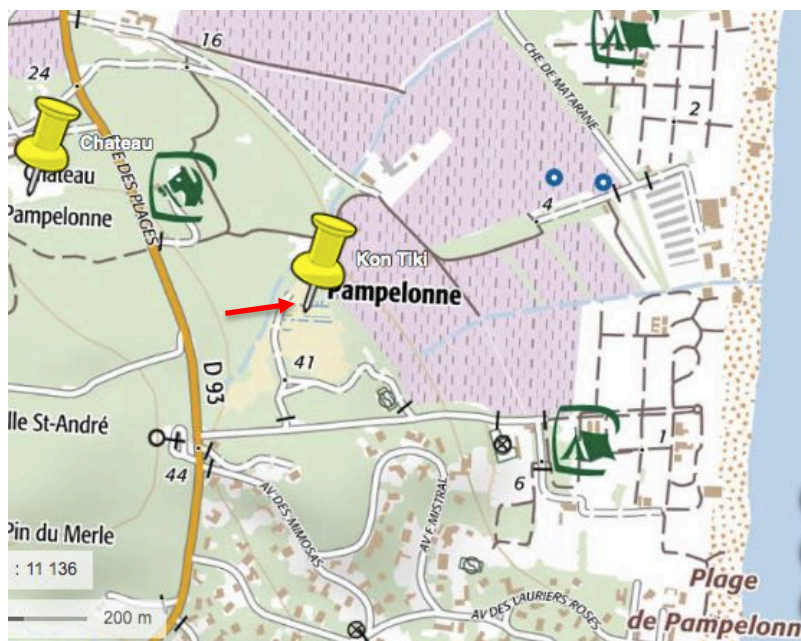 16
24
CHE DE MATARANE
2
Chateau
Château
Pampelonne
E DES PLAGES
4
Kon Tiki
Pampelonne
41
D 93
lle St-André
44
1
6
AV DES MIMOSAS
AV F MISTRAL
Pin du Merle
: 11 136
200 m
AV DES LAURIERS ROSES
Plage
de Pampelonn